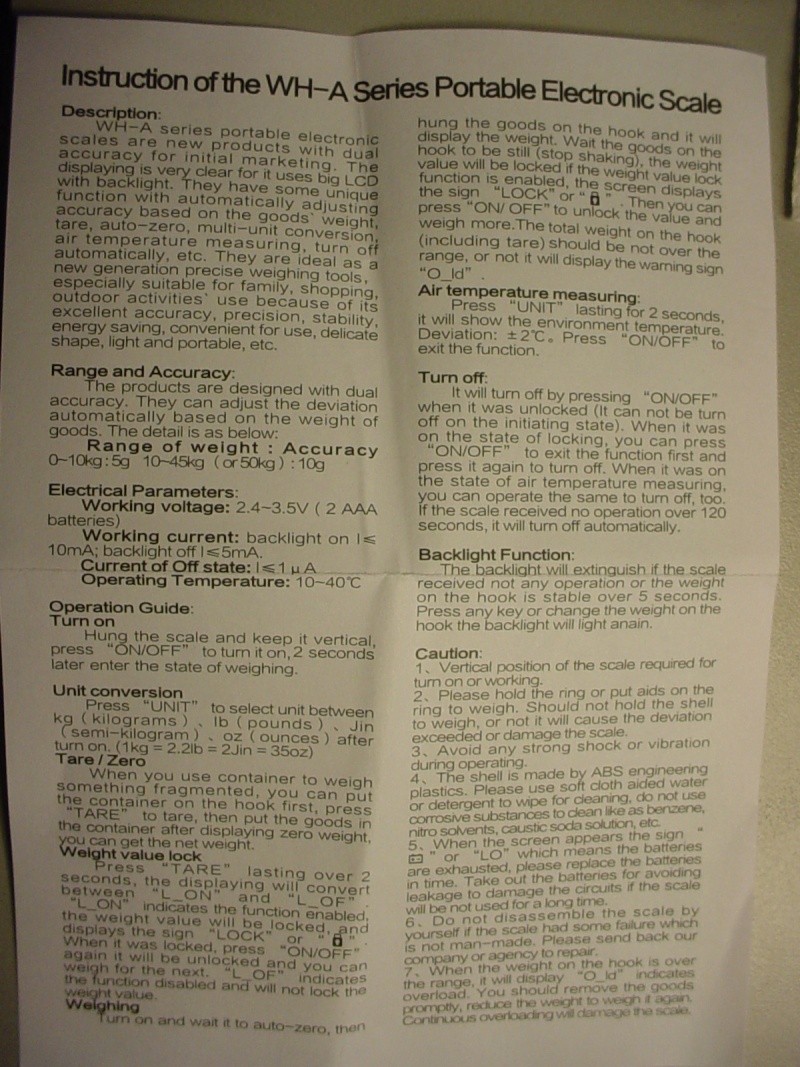 Instruction of the WH-A Series Portable Electronic Scale
Description:
WH-A series portable electronic
scales are new products with dual
accuracy for initial marketing. The
displaying is very clear for it uses big LCD
with backlight. They have some unique
function with automatically adjusting
accuracy based on the goods' weight,
tare, auto-zero, multi-unit conversion,
air temperature measuring, turn off
automatically, etc. They are ideal as a
new generation precise weighing tools,
especially suitable for family, shopping,
outdoor activities' use because of its
excellent accuracy, precision, stability,
energy saving, convenient for use, delicate
shape, light and portable, etc.
Range and Accuracy:
The products are designed with dual
accuracy. They can adjust the deviation
automatically based on the weight of
goods. The detail is as below:
Range of weight : Accuracy
0~10kg:5g 10~45kg (or50kg):10g
Electrical Parameters:
Working voltage: 2.4~3.5V ( 2 AAA
batteries)
Working current: backlight on I≤
10mA; backlight off I≤5mA.
Current of Off state: I≤1μA
Operating Temperature: 10~40℃
Operation Guide:
Turn on
Hung the scale and keep it vertical,
press "ON/OFF" to turn it on,2 seconds
later enter the state of weighing.
Unit conversion
Press "UNIT" to select unit between
kg (kilograms)、lb (pounds)、Jin
(semi-kilogram)、oz (ounces) after
turn on. (1kg = 2.2lb = 2Jin = 35oz)
Tare / Zero
When you use container to weigh
something fragmented, you can put
the container on the hook first, press
"TARE" to tare, then put the goods in
the container after displaying zero weight,
you can get the net weight.
Weight value lock
Press "TARE" lasting over 2
seconds, the displaying will convert
between "L_ON" and "L_OF".
"L_ON" indicates the function enabled,
the weight value will be locked, and
displays the sign "LOCK" or "🔒".
When it was locked, press "ON/OFF"
again it will be unlocked and you can
weigh for the next. "L_OF" indicates
the function disabled and will not lock the
weight value.
Weighing
Turn on and wait it to auto-zero, then
hung the goods on the hook and it will
display the weight. Wait the goods on the
hook to be still (stop shaking), the weight
value will be locked if the weight value lock
function is enabled, the screen displays
the sign "LOCK" or "🔒". Then you can
press "ON/ OFF" to unlock the value and
weigh more.The total weight on the hook
(including tare) should be not over the
range, or not it will display the warning sign
"O_ld" .
Air temperature measuring:
Press "UNIT" lasting for 2 seconds,
it will show the environment temperature.
Deviation: ±2℃。Press "ON/OFF" to
exit the function.
Turn off:
It will turn off by pressing "ON/OFF"
when it was unlocked (It can not be turn
off on the initiating state). When it was
on the state of locking, you can press
"ON/OFF" to exit the function first and
press it again to turn off. When it was on
the state of air temperature measuring,
you can operate the same to turn off, too.
If the scale received no operation over 120
seconds, it will turn off automatically.
Backlight Function:
The backlight will extinguish if the scale
received not any operation or the weight
on the hook is stable over 5 seconds.
Press any key or change the weight on the
hook the backlight will light anain.
Caution:
1、Vertical position of the scale required for
turn on or working.
2、Please hold the ring or put aids on the
ring to weigh. Should not hold the shell
to weigh, or not it will cause the deviation
exceeded or damage the scale.
3、Avoid any strong shock or vibration
during operating.
4、The shell is made by ABS engineering
plastics. Please use soft cloth aided water
or detergent to wipe for cleaning, do not use
corrosive substances to clean like as benzene,
nitro solvents, caustic soda solution, etc.
5、When the screen appears the sign "
" or "LO" which means the batteries
are exhausted, please replace the batteries
in time. Take out the batteries for avoiding
leakage to damage the circuits if the scale
will be not used for a long time.
6、Do not disassemble the scale by
yourself if the scale had some failure which
is not man-made. Please send back our
company or agency to repair.
7、When the weight on the hook is over
the range, it will display "O_ld" indicates
overload. You should remove the goods
promptly, reduce the weight to weigh it again.
Continuous overloading will damage the scale.